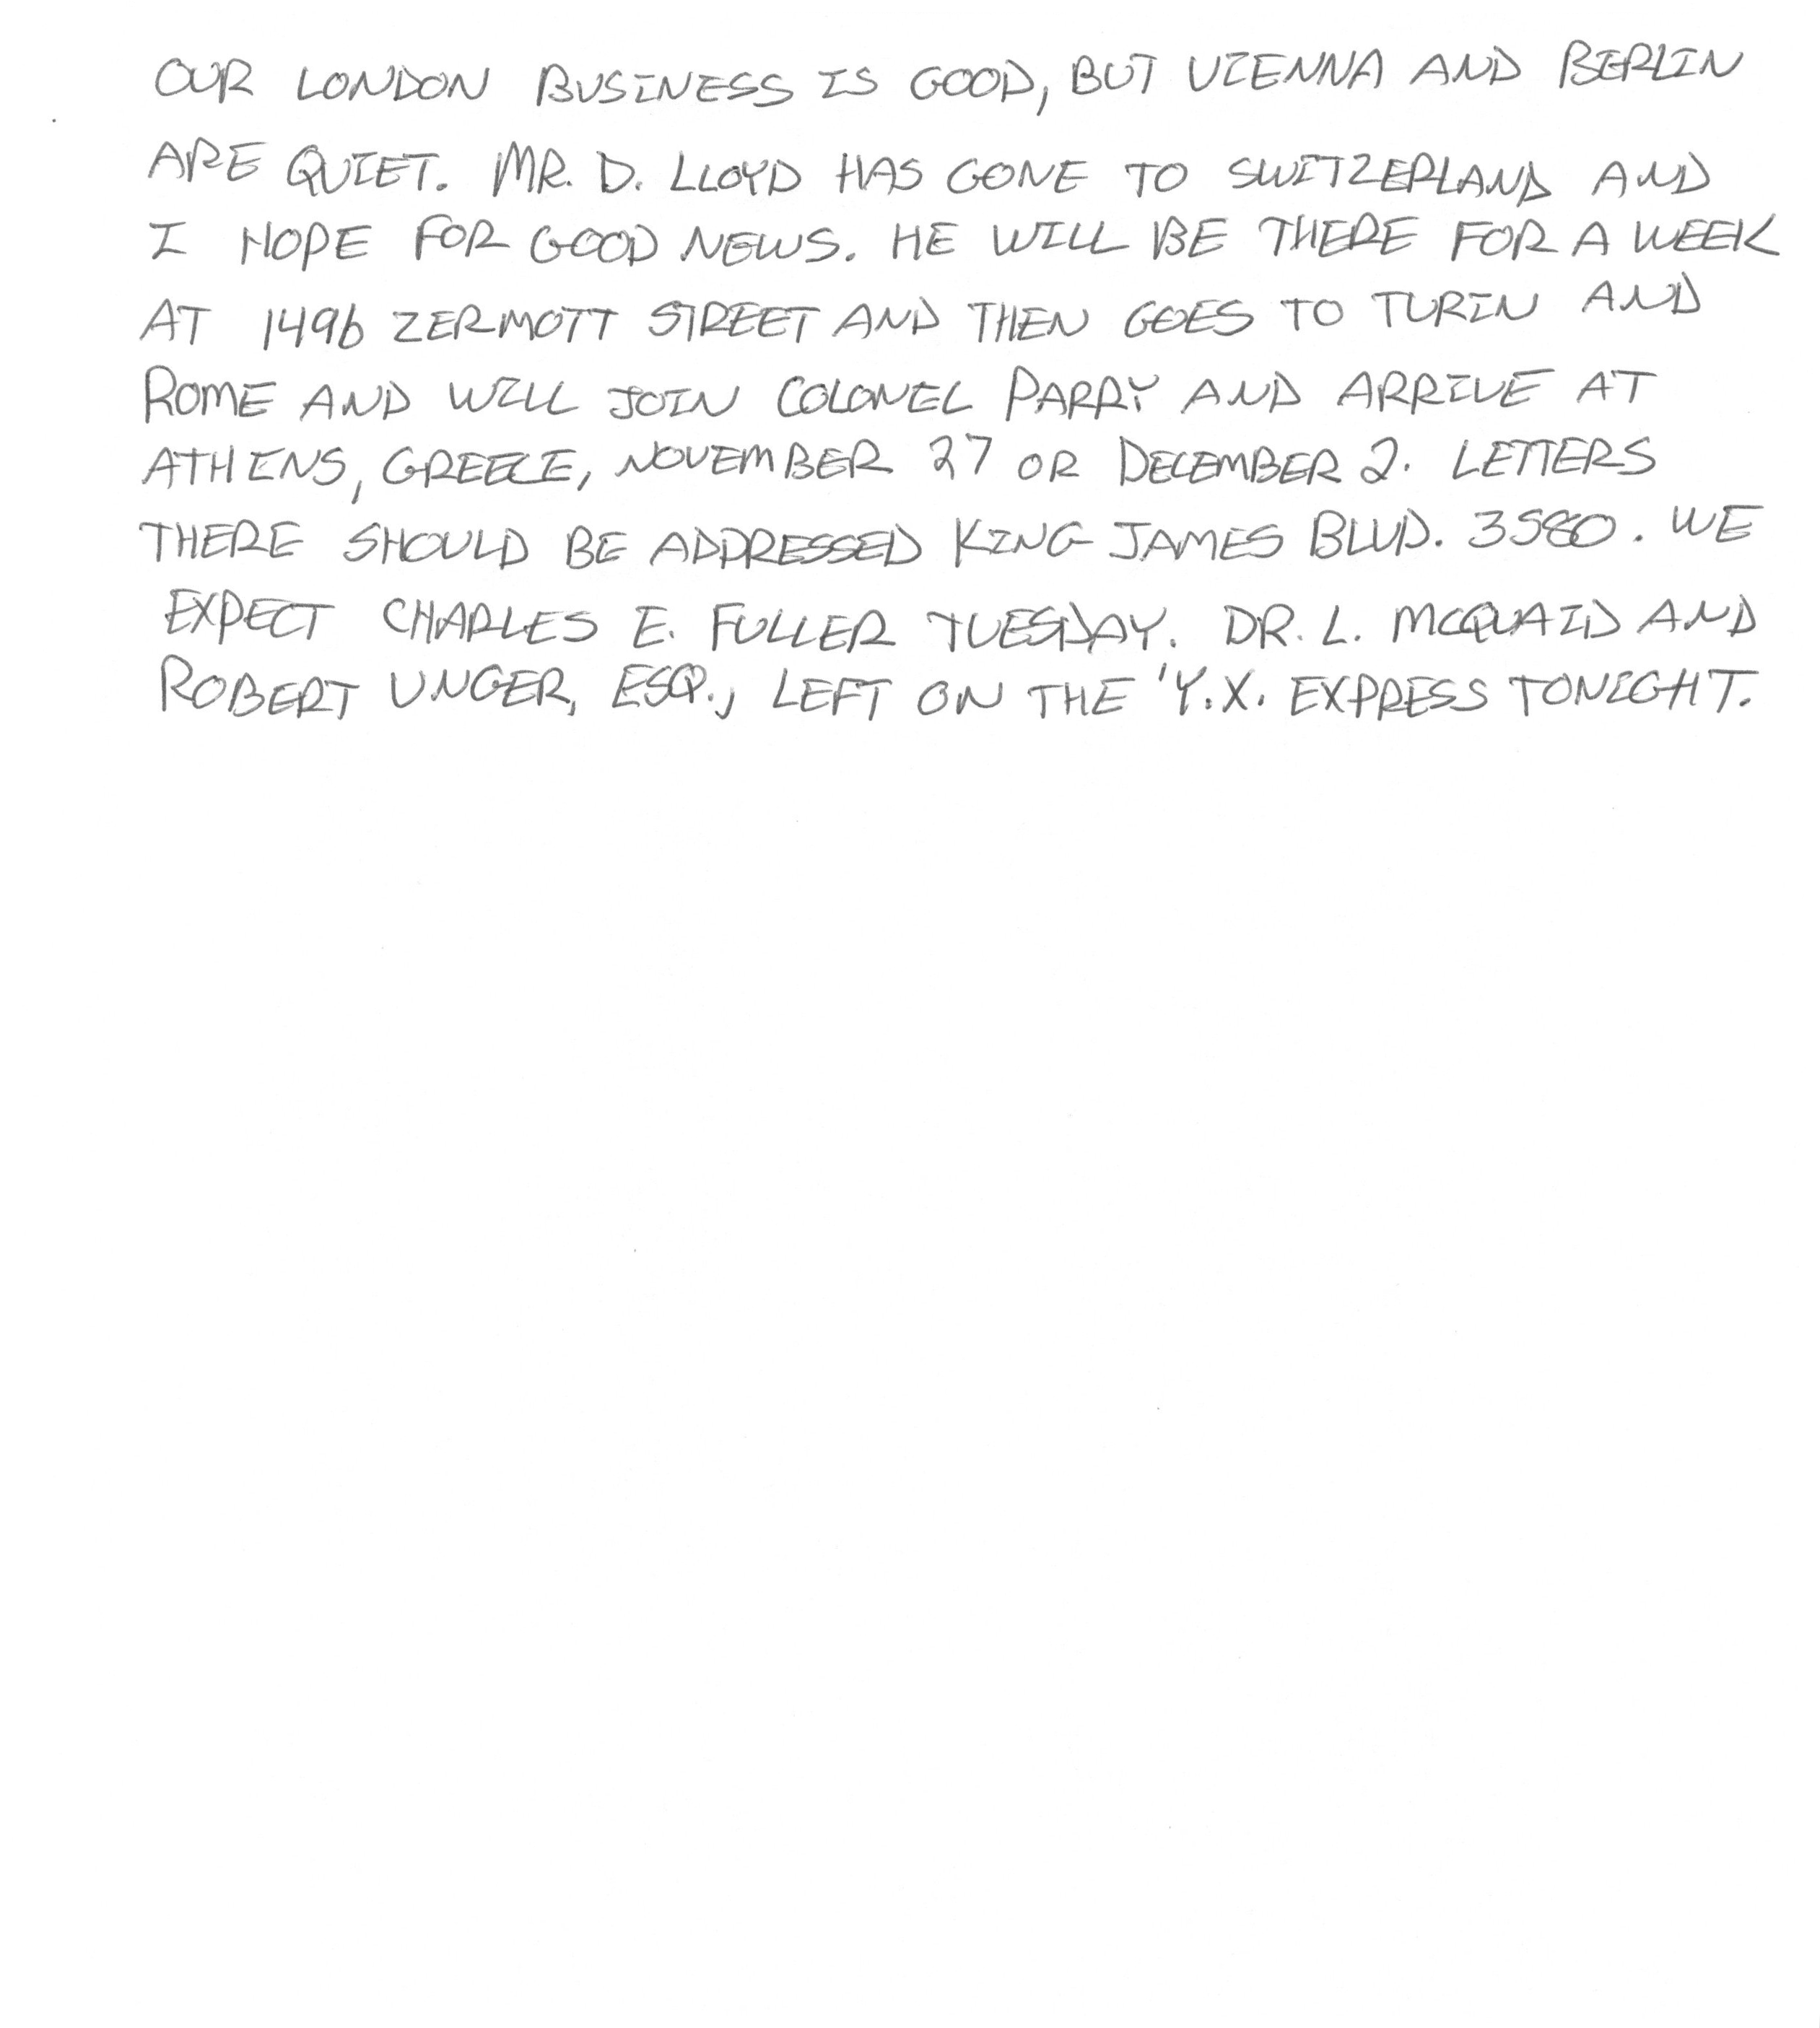 OUR LONDON BUSINESS IS GOOD, BUT VIENNA AND BERLIN
ARE QUIET. MR. D. LLOYD HAS GONE TO SWITZERLAND AND
I HOPE FOR GOOD NEWS. HE WILL BE THERE FOR A WEEK
AT 1496 ZERMOTT STREET AND THEN GOES TO TURIN AND
ROME AND WILL JOIN COLONEL PARRY AND ARRIVE AT
ATHENS, GREECE, NOVEMBER 27 OR DECEMBER 2. LETTERS
THERE SHOULD BE ADDRESSED KING JAMES BLVD. 3580. WE
EXPECT CHARLES E. FULLER TUESDAY. DR. L. MCQUAID AND
ROBERT UNGER, ESQ., LEFT ON THE 'Y.X. EXPRESS TONIGHT.